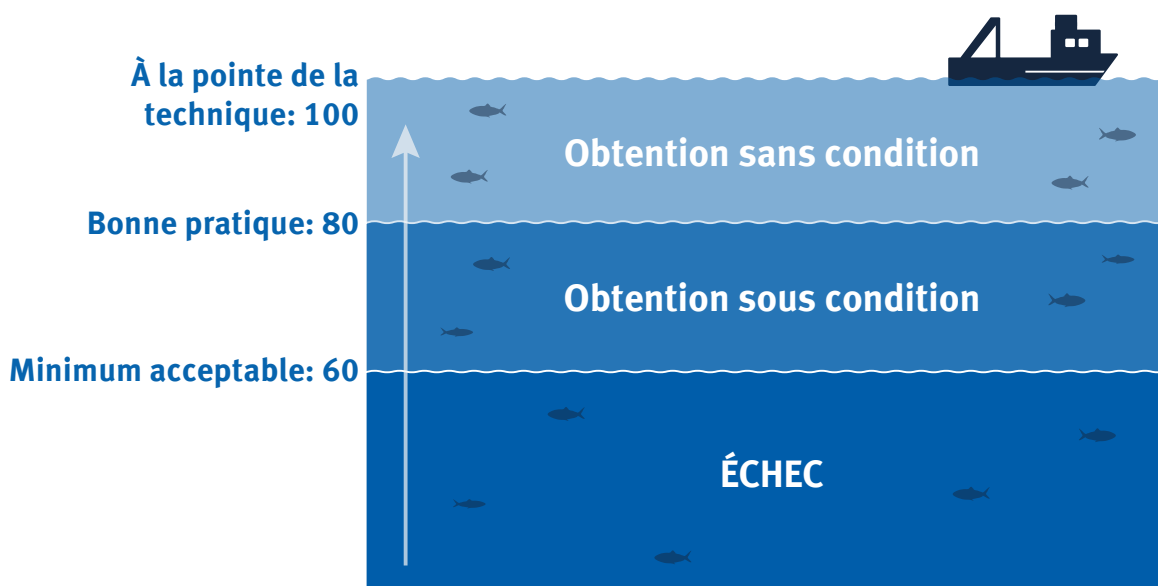 À la pointe de la
technique: 100
Obtention sans condition
Bonne pratique: 80
Obtention sous condition
Minimum acceptable: 60
ÉCHEC